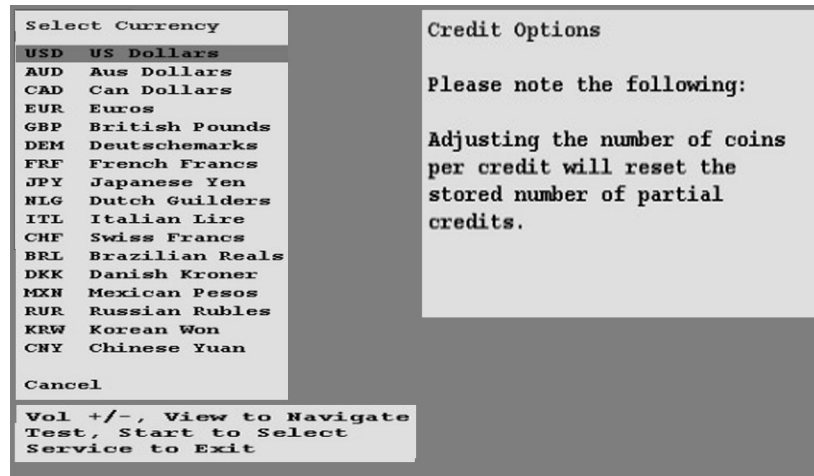 Select Currency
USD US Dollars
AUD Aus Dollars
CAD Can Dollars
EUR Euros
GBP British Pounds
DEM Deutschemarks
FRF French Francs
JPY Japanese Yen
NLG Dutch Guilders
ITL Italian Lire
CHF Swiss Francs
BRL Brazilian Reals
DKK Danish Kroner
MXN Mexican Pesos
RUR Russian Rubles
KRW Korean Won
CNY Chinese Yuan
Cancel
Vol +/-, View to Navigate
Test, Start to Select
Service to Exit
Credit Options
Please note the following:
Adjusting the number of coins
per credit will reset the
stored number of partial
credits.